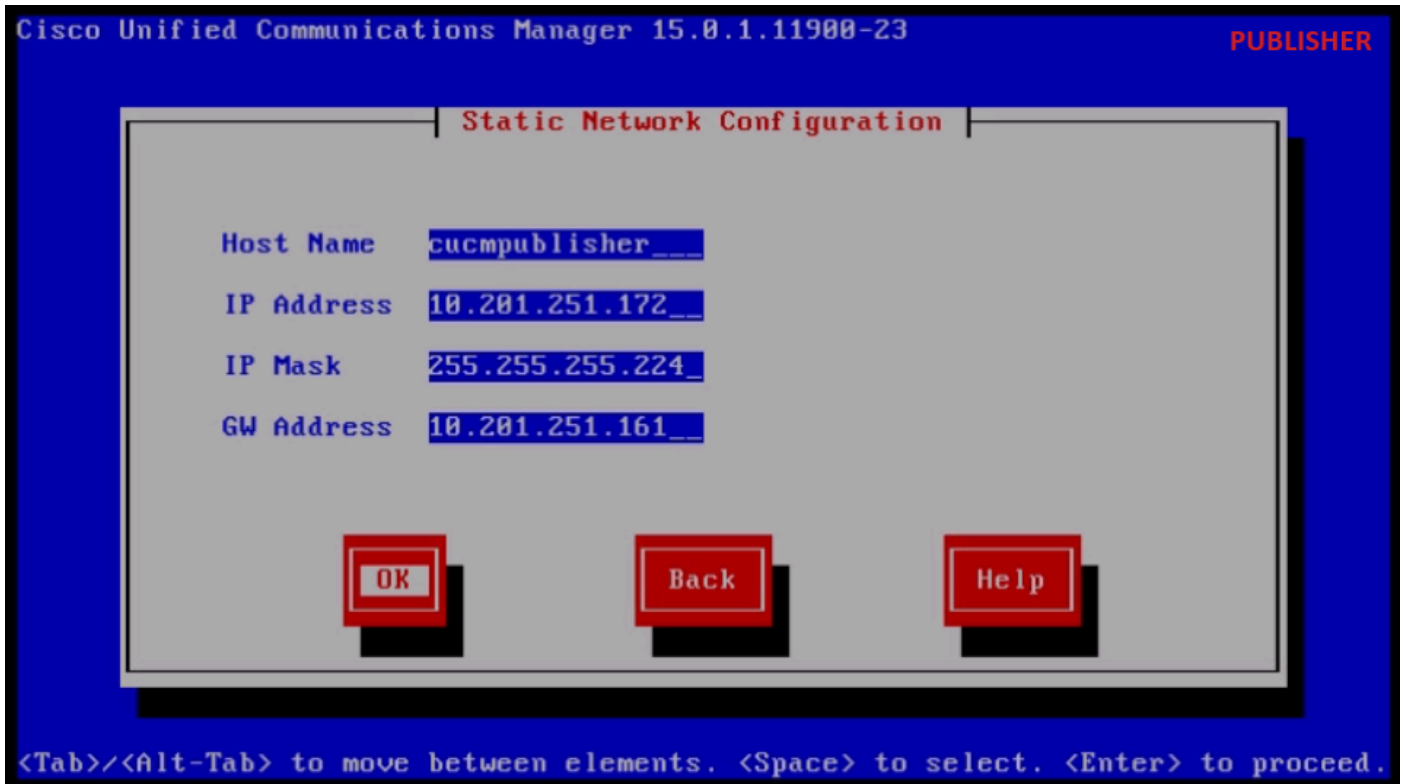 Cisco Unified Communications Manager 15.0.1.11900-23
PUBLISHER
Static Network Configuration
Host Name cucmpublisher___
IP Address 10.201.251.172__
IP Mask 255.255.255.224_
GW Address 10.201.251.161__
OK Back Help
<Tab>/<Alt-Tab> to move between elements. <Space> to select. <Enter> to proceed.